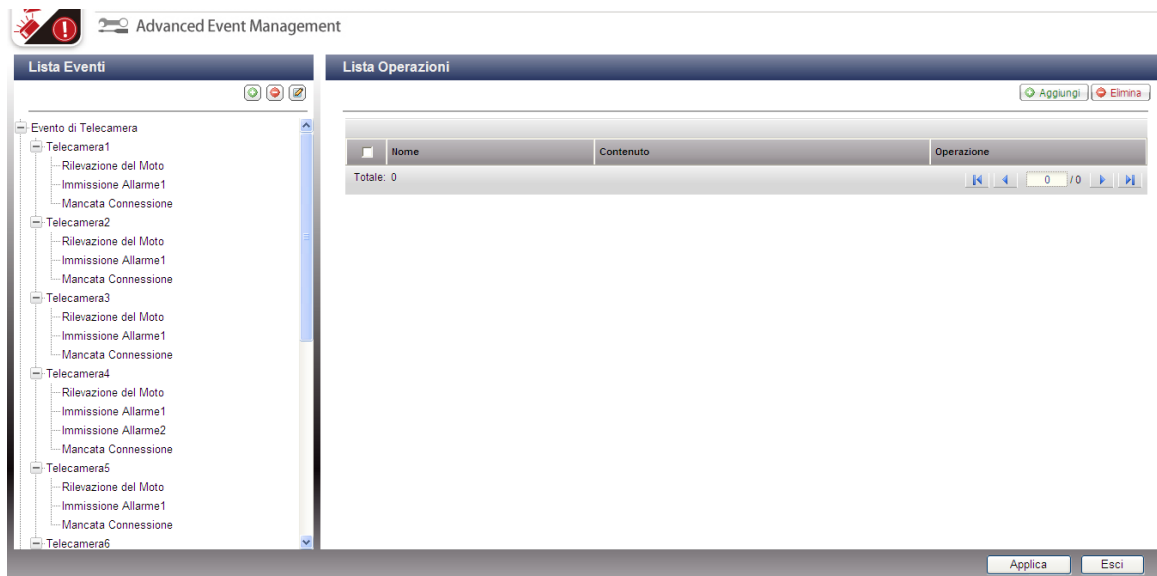 Advanced Event Management
Lista Eventi
Evento di Telecamera
Telecamera1
Rilevazione del Moto
Immissione Allarme1
Mancata Connessione
Telecamera2
Rilevazione del Moto
Immissione Allarme1
Mancata Connessione
Telecamera3
Rilevazione del Moto
Immissione Allarme1
Mancata Connessione
Telecamera4
Rilevazione del Moto
Immissione Allarme1
Immissione Allarme2
Mancata Connessione
Telecamera5
Rilevazione del Moto
Immissione Allarme1
Mancata Connessione
Telecamera6
Lista Operazioni
Aggiungi Elimina
Nome Contenuto Operazione
Totale: 0 0 / 0
Applica Esci